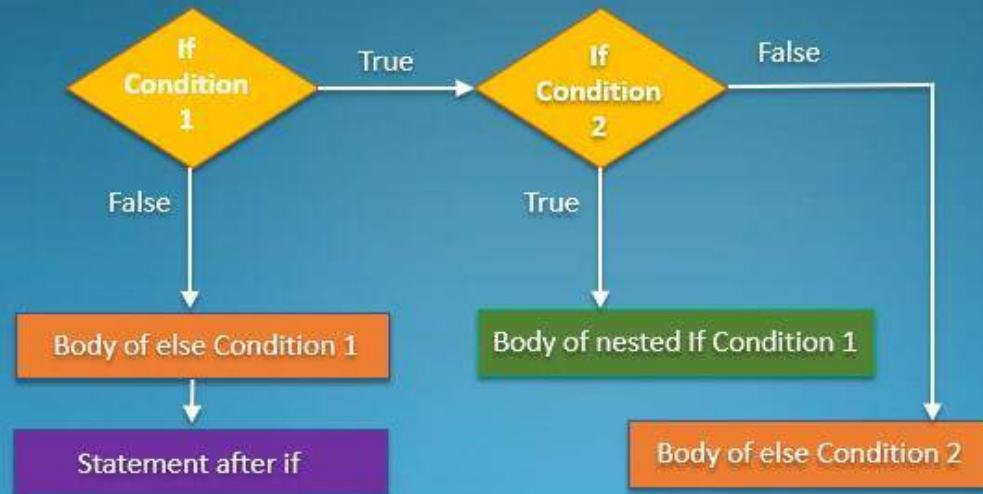 If
Condition
1
True
If
Condition
2
False
False
True
Body of else Condition 1
Body of nested If Condition 1
Statement after if
Body of else Condition 2